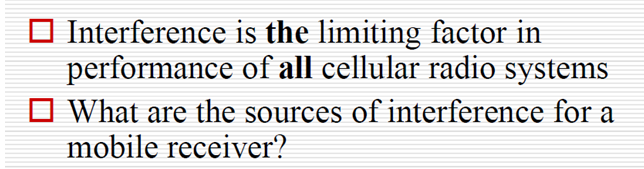 Interference is the limiting factor in
performance of all cellular radio systems
What are the sources of interference for a
mobile receiver?